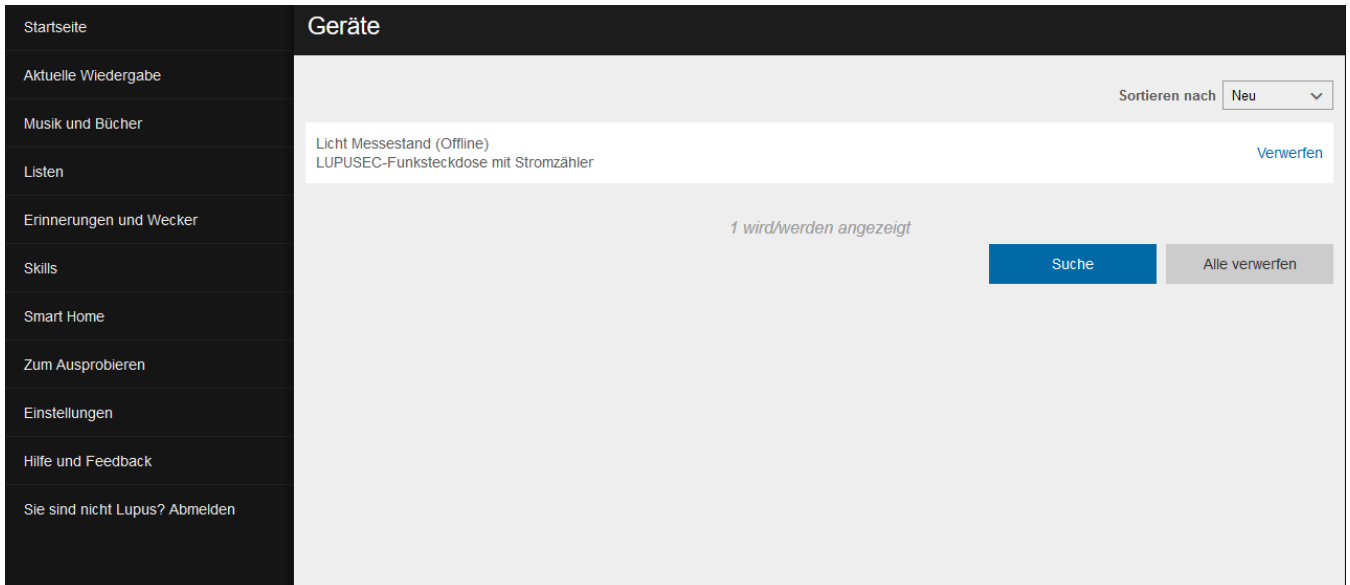 Startseite
Aktuelle Wiedergabe
Musik und Bücher
Listen
Erinnerungen und Wecker
Skills
Smart Home
Zum Ausprobieren
Einstellungen
Hilfe und Feedback
Sie sind nicht Lupus? Abmelden
Geräte
Sortieren nach Neu
Licht Messestand (Offline)
LUPUSEC-Funksteckdose mit Stromzähler
Verwerfen
1 wird/werden angezeigt
Suche Alle verwerfen